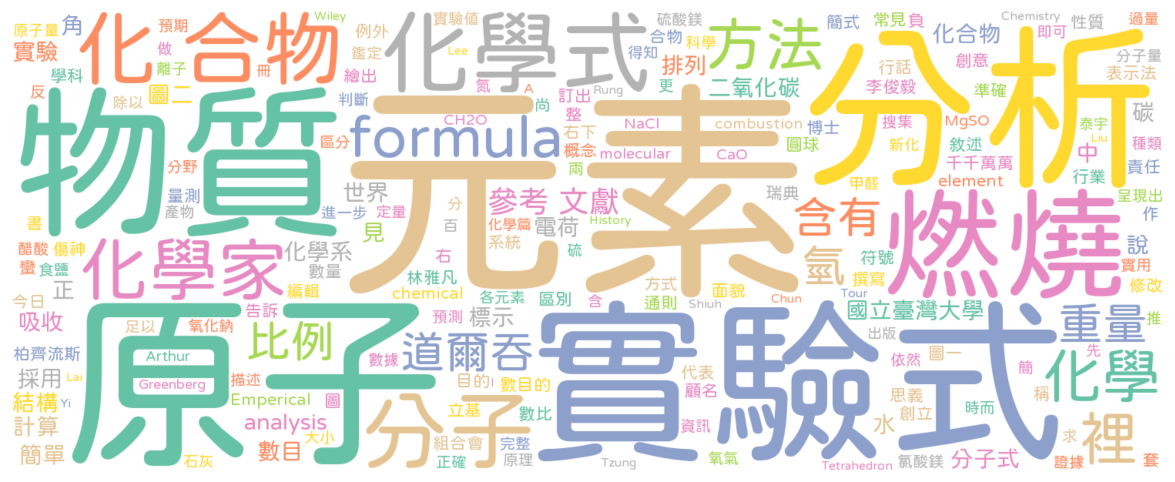 原子量 角 化合物 預期 Wiley 例外 實驗值 硫酸鎂 方法 簡式 常見 負 Chemistry 過量
實驗 做 鑑定 Lee 合物 得知 科學 化學式 化合物 即可 性質
學科 離子 冊 繪出 氮 A 更 排列 二氧化碳 分析 行話 創意 分子量
反 除以 圖二 判斷 元素 尚 訂出 Rung 李俊毅 準確 表示法
物質 CH2O formula 整 右下 NaCl combustion 博士 搜集 MgSO 碳 泰宇
區分 兩 概念 molecular CaO 圓球 敘述 新化 千千萬萬 中 Liu 種類
分野 世界 參考 文獻 瑞典 甲醛 element 行業 責任
量測 定量 分 化學篇 History 含有 燃燒 呈現出 作
書 產物 進一步 見 百 系統 電荷 氫 符號 說
醋酸 傷神 化學家 化學系 右 硫 實用
蠻 食鹽 數量 林雅凡 方式 面貌 撰寫 修改
今日 正 編輯 chemical 各元素 區別 含 通則 Shiuh Chun Tour 國立臺灣大學
吸收 告訴 預測 標示 實驗式 出版 重量 推
足以 氧化鈉 原子 比例 道爾吞 圖一
柏齊流斯 Arthur 數據 依然 化學 先
採用 Lai Greenberg 描述 目的 I 數目的 代表 思義 簡 稱
結構 Yi Emperical 圖 分子 立基 數比 顧名 創立 時而
計算 analysis 組合會 完整 資訊 水 裡
簡單 數目 大小 正確 原理 氧氣 氯酸鎂 分子式 求
石灰 Tzung Tetrahedron 證據 套